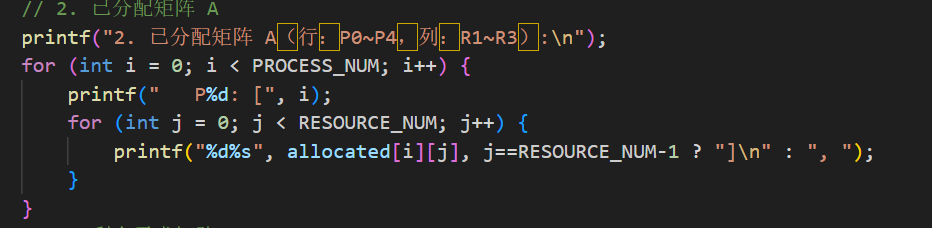 // 2. 已分配矩阵 A
printf("2. 已分配矩阵 A（行：P0~P4，列：R1~R3）:\n");
for (int i = 0; i < PROCESS_NUM; i++) {
    printf("   P%d: [", i);
    for (int j = 0; j < RESOURCE_NUM; j++) {
        printf("%d%s", allocated[i][j], j==RESOURCE_NUM-1 ? "]\n" : ", ");
    }
}